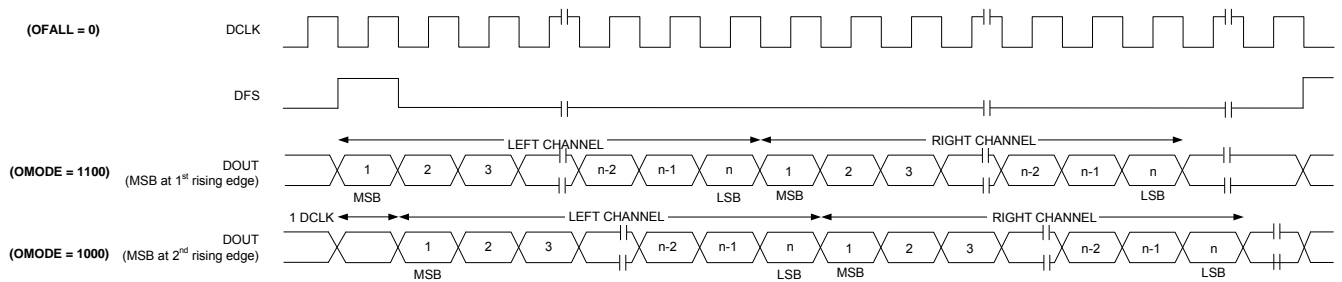 (OFALL = 0) DCLK
DFS
LEFT CHANNEL RIGHT CHANNEL
(OMODE = 1100) DOUT 1 2 3 n-2 n-1 n 1 2 3 n-2 n-1 n
(MSB at 1st rising edge)
MSB LSB MSB LSB
1 DCLK LEFT CHANNEL RIGHT CHANNEL
(OMODE = 1000) DOUT 1 2 3 n-2 n-1 n 1 2 3 n-2 n-1 n
(MSB at 2nd rising edge)
MSB LSB MSB LSB